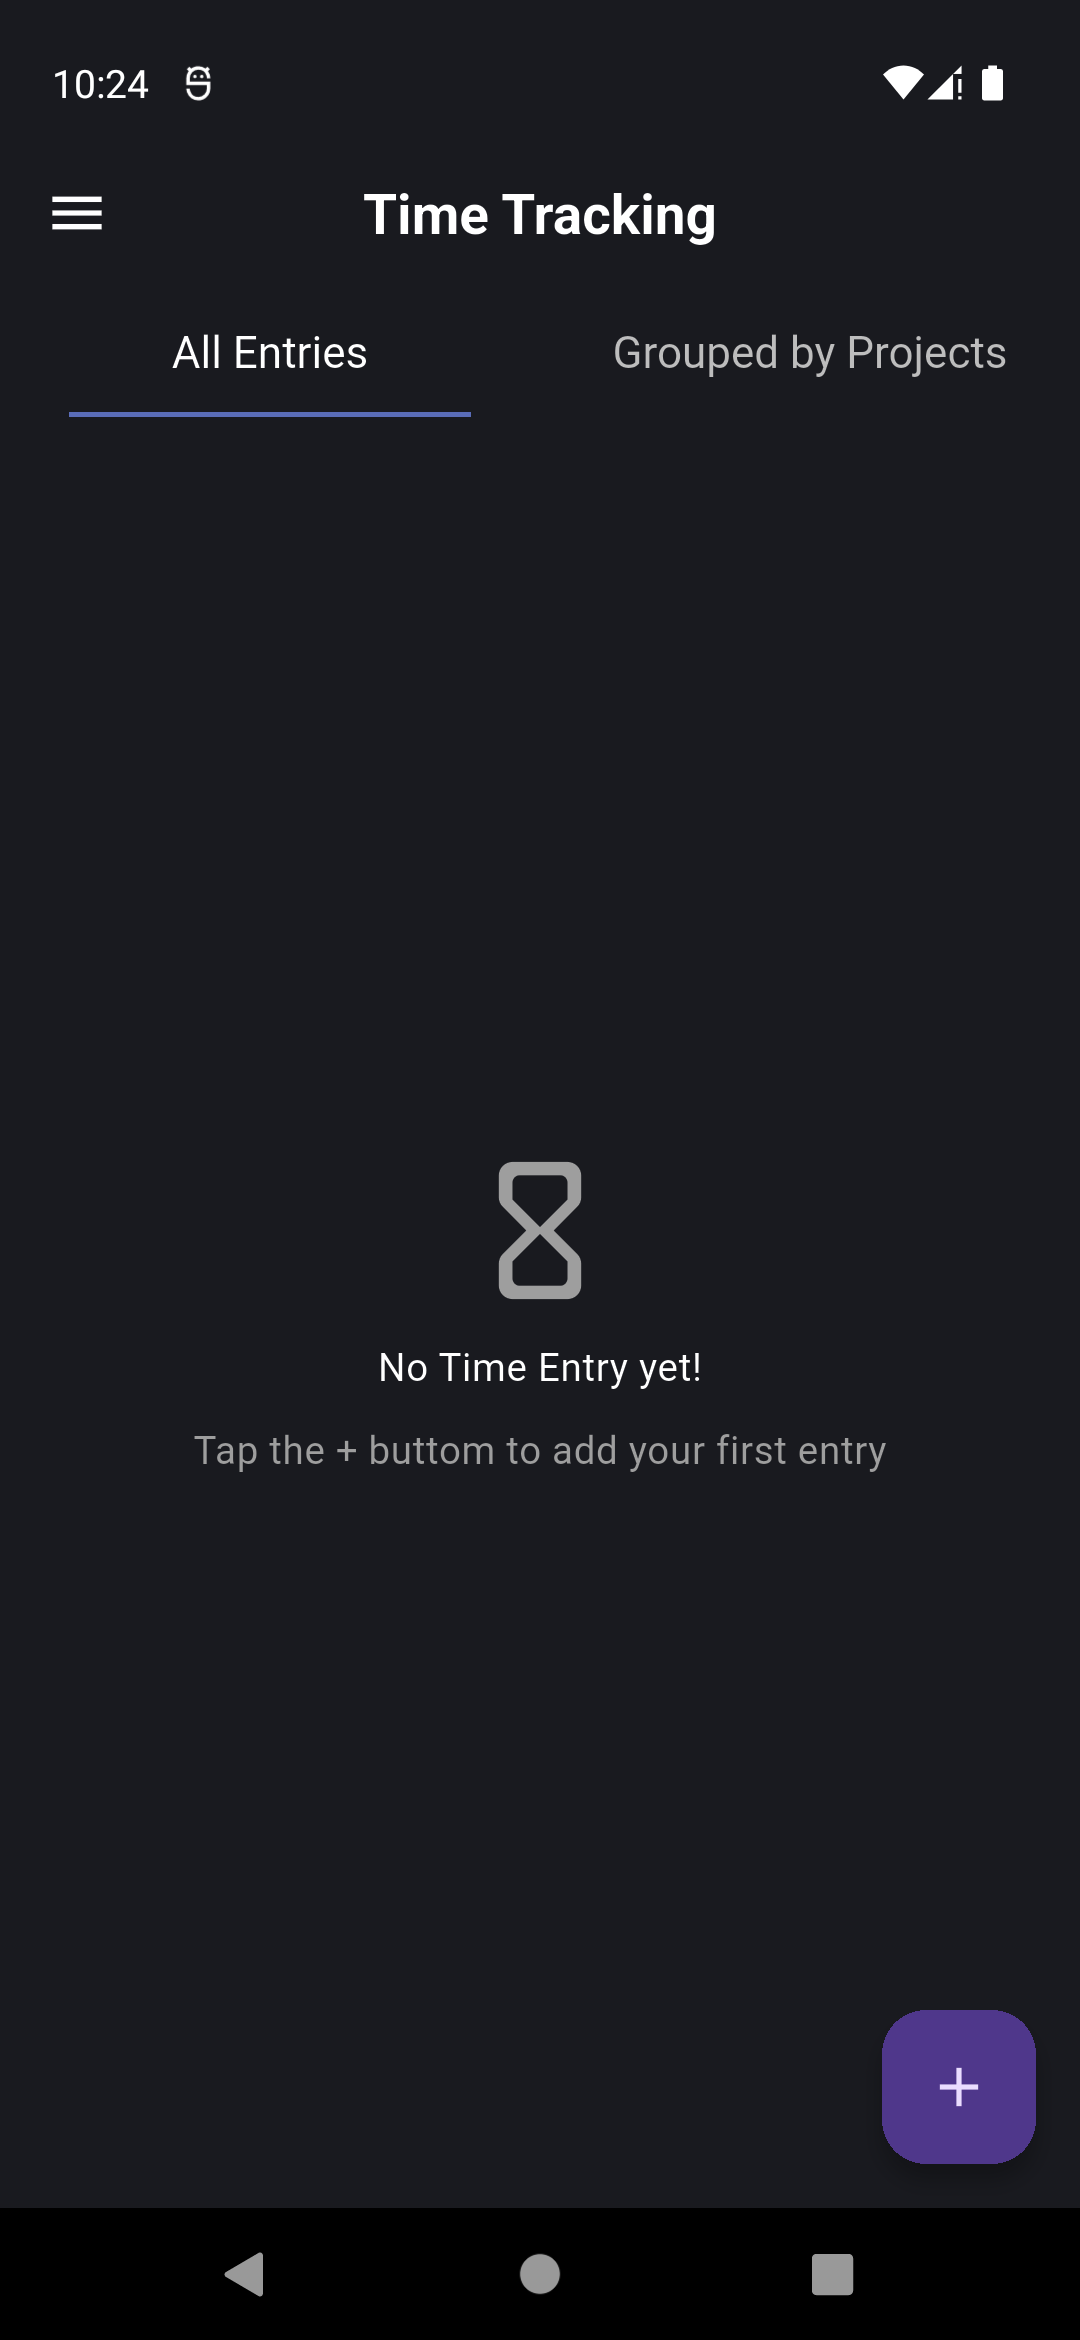 10:24
Time Tracking
All Entries
Grouped by Projects
No Time Entry yet!
Tap the + buttom to add your first entry